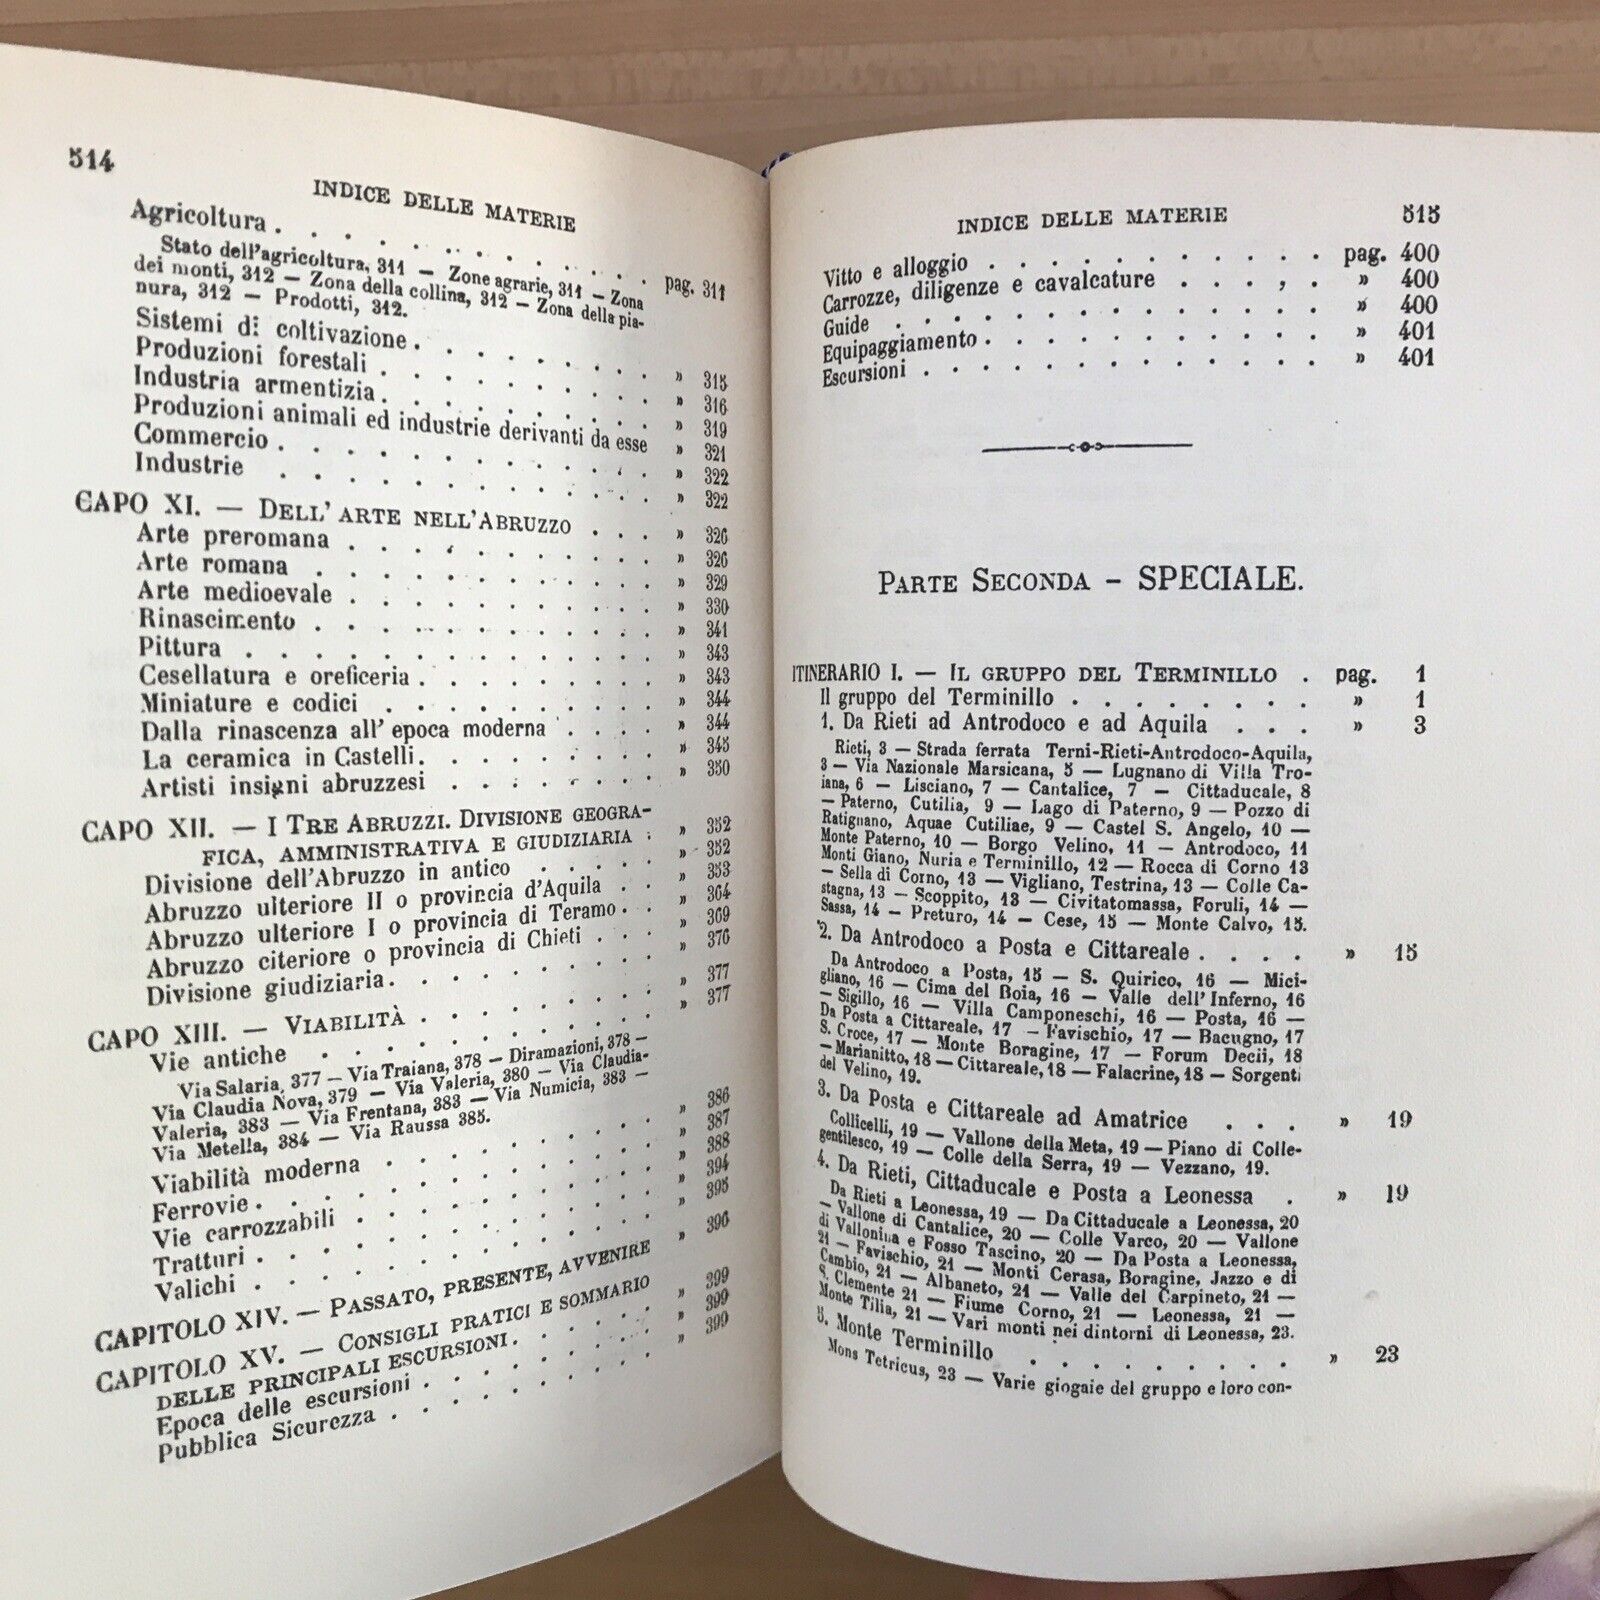 514
INDICE DELLE MATERIE
Agricoltura . . . . . . . . . . . . pag. 311
Stato dell'agricoltura, 311 — Zone agrarie, 311 — Zona
dei monti, 312 — Zona della collina, 312 — Zona della pia-
nura, 312 — Prodotti, 312.
Sistemi di coltivazione . . . . . . . . » 315
Produzioni forestali . . . . . . . . . » 316
Industria armentizia . . . . . . . . . » 319
Produzioni animali ed industrie derivanti da esse » 321
Commercio . . . . . . . . . . . . » 322
Industrie . . . . . . . . . . . . » 322
CAPO XI. — DELL'ARTE NELL'ABRUZZO . . . » 326
Arte preromana . . . . . . . . . . » 326
Arte romana . . . . . . . . . . . » 329
Arte medioevale . . . . . . . . . . » 330
Rinascimento . . . . . . . . . . . » 341
Pittura . . . . . . . . . . . . . » 343
Cesellatura e oreficeria . . . . . . . . » 343
Miniature e codici . . . . . . . . . » 344
Dalla rinascenza all'epoca moderna . . . . » 344
La ceramica in Castelli . . . . . . . . » 345
Artisti insigni abruzzesi . . . . . . . » 350
CAPO XII. — I TRE ABRUZZI. DIVISIONE GEOGRA-
FICA, AMMINISTRATIVA E GIUDIZIARIA . » 352
Divisione dell'Abruzzo in antico . . . . . » 352
Abruzzo ulteriore II o provincia d'Aquila . . » 353
Abruzzo ulteriore I o provincia di Teramo . . » 364
Abruzzo citeriore o provincia di Chieti . . . » 369
Divisione giudiziaria . . . . . . . . . » 376
CAPO XIII. — VIABILITÀ . . . . . . . . » 377
Vie antiche . . . . . . . . . . . » 377
Via Salaria, 377 — Via Traiana, 378 — Diramazioni, 378 —
Via Claudia Nova, 379 — Via Valeria, 380 — Via Claudia-
Valeria, 383 — Via Frentana, 383 — Via Numicia, 383 —
Via Metella, 384 — Via Raussa 385.
Viabilità moderna . . . . . . . . . » 386
Ferrovie . . . . . . . . . . . . » 387
Vie carrozzabili . . . . . . . . . . » 388
Tratturi . . . . . . . . . . . . » 394
Valichi . . . . . . . . . . . . . » 395
CAPITOLO XIV. — PASSATO, PRESENTE, AVVENIRE » 396
CAPITOLO XV. — CONSIGLI PRATICI E SOMMARIO
DELLE PRINCIPALI ESCURSIONI . . . . . » 399
Epoca delle escursioni . . . . . . . . » 399
Pubblica Sicurezza . . . . . . . . . » 399
INDICE DELLE MATERIE 515
Vitto e alloggio . . . . . . . . . . . pag. 400
Carrozze, diligenze e cavalcature . . . , . » 400
Guide . . . . . . . . . . . . . » 400
Equipaggiamento . . . . . . . . . . . » 401
Escursioni . . . . . . . . . . . . . » 401
PARTE SECONDA - SPECIALE.
ITINERARIO I. — IL GRUPPO DEL TERMINILLO . pag. 1
Il gruppo del Terminillo . . . . . . . . » 1
1. Da Rieti ad Antrodoco e ad Aquila . . . » 3
Rieti, 3 — Strada ferrata Terni-Rieti-Antrodoco-Aquila,
3 — Via Nazionale Marsicana, 5 — Lugnano di Villa Tro-
iana, 6 — Lisciano, 7 — Cantalice, 7 — Cittaducale, 8
— Paterno, Cutilia, 9 — Lago di Paterno, 9 — Pozzo di
Ratignano, Aquae Cutiliae, 9 — Castel S. Angelo, 10 —
Monte Paterno, 10 — Borgo Velino, 11 — Antrodoco, 11
Monti Giano, Nuria e Terminillo, 12 — Rocca di Corno 13
— Sella di Corno, 13 — Vigliano, Testrina, 13 — Colle Ca-
stagna, 13 — Scoppito, 13 — Civitatomassa, Foruli, 14 —
Sassa, 14 — Preturo, 14 — Cese, 15 — Monte Calvo, 15.
2. Da Antrodoco a Posta e Cittareale . . . . » 15
Da Antrodoco a Posta, 15 — S. Quirico, 16 — Mici-
gliano, 16 — Cima del Boia, 16 — Valle dell'Inferno, 16
— Sigillo, 16 — Villa Camponeschi, 16 — Posta, 16 —
Da Posta a Cittareale, 17 — Favischio, 17 — Bacugno, 17
S. Croce, 17 — Monte Boragine, 17 — Forum Decii, 18
— Marianitto, 18 — Cittareale, 18 — Falacrine, 18 — Sorgenti
del Velino, 19.
3. Da Posta e Cittareale ad Amatrice . . . » 19
Collicelli, 19 — Vallone della Meta, 19 — Piano di Colle-
gentilesco, 19 — Colle della Serra, 19 — Vezzano, 19.
4. Da Rieti, Cittaducale e Posta a Leonessa . » 19
Da Rieti a Leonessa, 19 — Da Cittaducale a Leonessa, 20
— Vallone di Cantalice, 20 — Colle Varco, 20 — Vallone
di Vallonina e Fosso Tascino, 20 — Da Posta a Leonessa,
21 — Favischio, 21 — Monti Cerasa, Boragine, Jazzo e di
Cambio, 21 — Albaneto, 21 — Valle del Carpineto, 21 —
S. Clemente 21 — Fiume Corno, 21 — Leonessa, 21 —
Monte Tilia, 21 — Vari monti nei dintorni di Leonessa, 23.
5. Monte Terminillo . . . . . . . . . » 23
Mons Tetricus, 23 — Varie giogaie del gruppo e loro con-